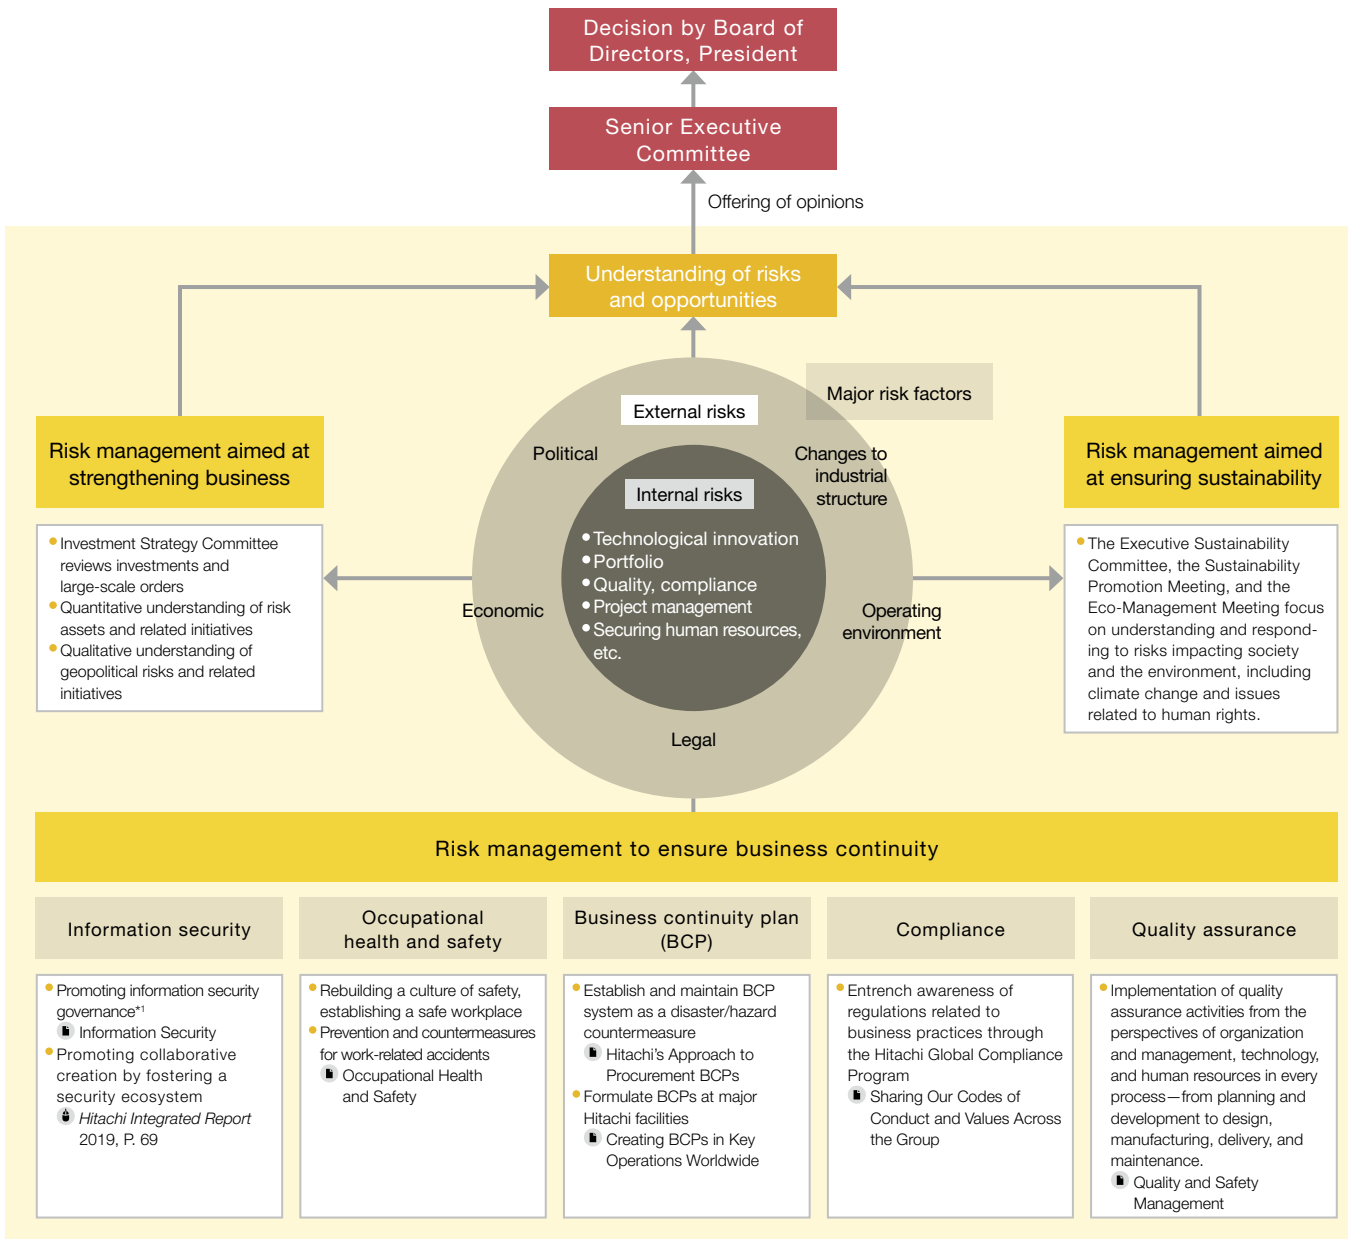 Decision by Board of
Directors, President
Senior Executive
Committee
Offering of opinions
Understanding of risks
and opportunities
Major risk factors
External risks
Political
Changes to
industrial
structure
Internal risks
• Technological innovation
• Portfolio
• Quality, compliance
• Project management
• Securing human resources,
etc.
Economic
Operating
environment
Legal
Risk management aimed at
strengthening business
• Investment Strategy Committee
reviews investments and
large-scale orders
• Quantitative understanding of risk
assets and related initiatives
• Qualitative understanding of
geopolitical risks and related
initiatives
Risk management aimed
at ensuring sustainability
• The Executive Sustainability
Committee, the Sustainability
Promotion Meeting, and the
Eco-Management Meeting focus
on understanding and respond-
ing to risks impacting society
and the environment, including
climate change and issues
related to human rights.
Risk management to ensure business continuity
Information security
• Promoting information security
governance*1
Information Security
• Promoting collaborative
creation by fostering a
security ecosystem
Hitachi Integrated Report
2019, P. 69
Occupational
health and safety
• Rebuilding a culture of safety,
establishing a safe workplace
• Prevention and countermeasures
for work-related accidents
Occupational Health
and Safety
Business continuity plan
(BCP)
• Establish and maintain BCP
system as a disaster/hazard
countermeasure
Hitachi's Approach to
Procurement BCPs
• Formulate BCPs at major
Hitachi facilities
Creating BCPs in Key
Operations Worldwide
Compliance
• Entrench awareness of
regulations related to
business practices through
the Hitachi Global Compliance
Program
Sharing Our Codes of
Conduct and Values Across
the Group
Quality assurance
• Implementation of quality
assurance activities from the
perspectives of organization
and management, technology,
and human resources in every
process—from planning and
development to design,
manufacturing, delivery, and
maintenance.
Quality and Safety
Management